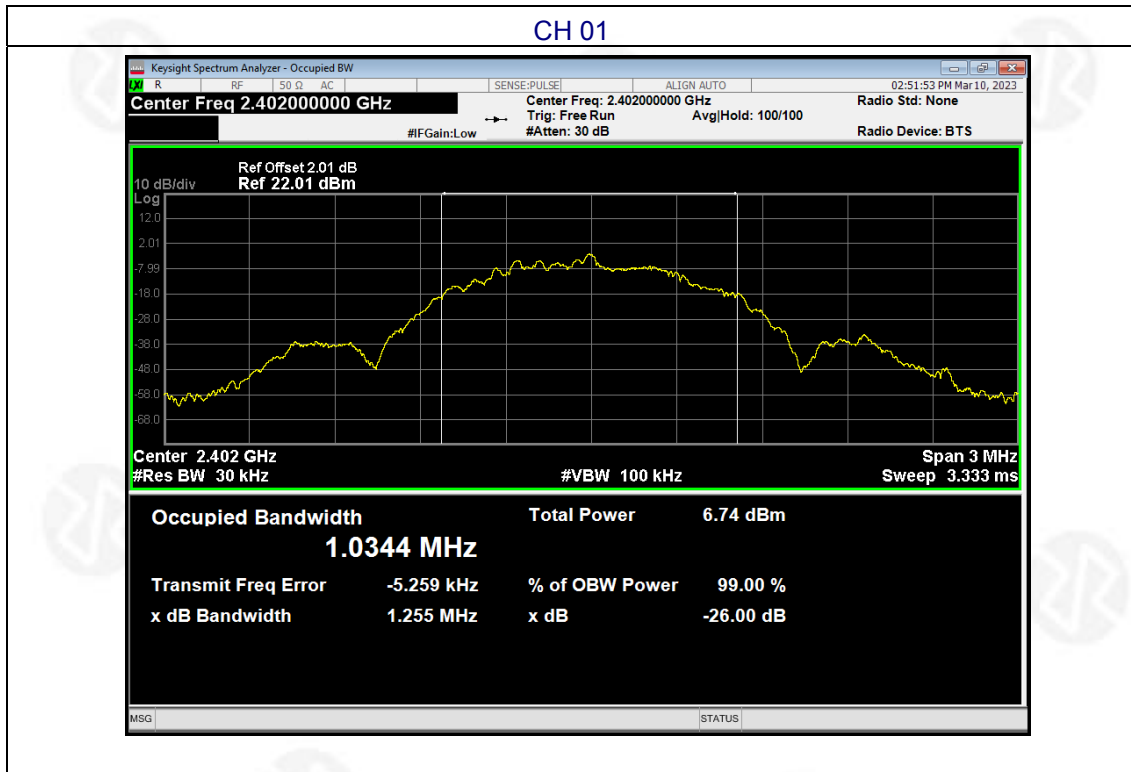 CH 01
Keysight Spectrum Analyzer - Occupied BW
LXI R RF 50 Ω AC SENSE:PULSE ALIGN AUTO 02:51:53 PM Mar 10, 2023
Center Freq 2.402000000 GHz
Center Freq: 2.402000000 GHz
Radio Std: None
Trig: Free Run Avg|Hold: 100/100
#IFGain:Low #Atten: 30 dB Radio Device: BTS
Ref Offset 2.01 dB
10 dB/div Ref 22.01 dBm
Log
12.0
2.01
-7.99
-18.0
-28.0
-38.0
-48.0
-58.0
-68.0
Center 2.402 GHz Span 3 MHz
#Res BW 30 kHz #VBW 100 kHz Sweep 3.333 ms
Occupied Bandwidth Total Power 6.74 dBm
1.0344 MHz
Transmit Freq Error -5.259 kHz % of OBW Power 99.00 %
x dB Bandwidth 1.255 MHz x dB -26.00 dB
MSG STATUS